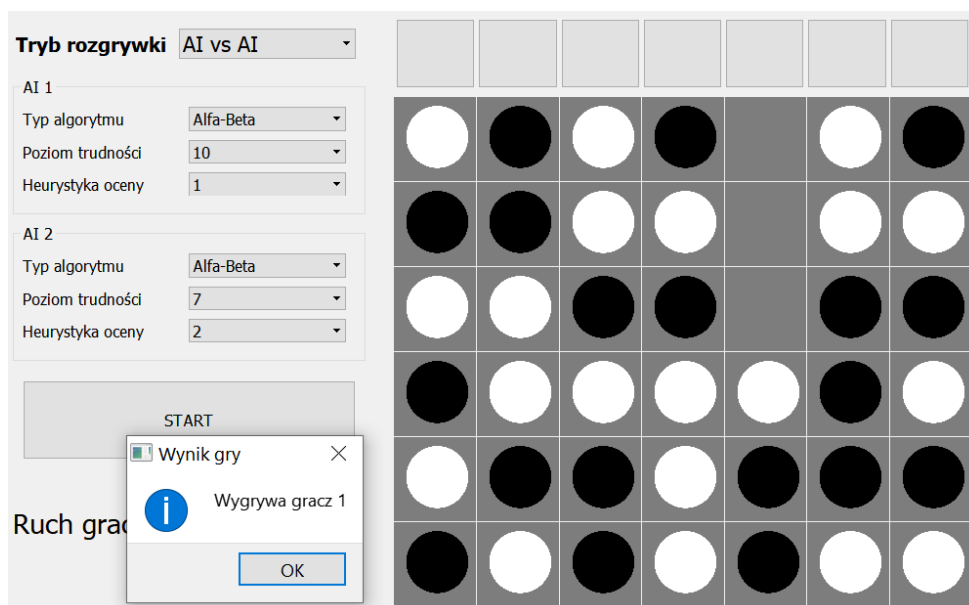 Tryb rozgrywki AI vs AI
AI 1
Typ algorytmu Alfa-Beta
Poziom trudności 10
Heurystyka oceny 1
AI 2
Typ algorytmu Alfa-Beta
Poziom trudności 7
Heurystyka oceny 2
START
Wynik gry
Wygrywa gracz 1
Ruch
OK